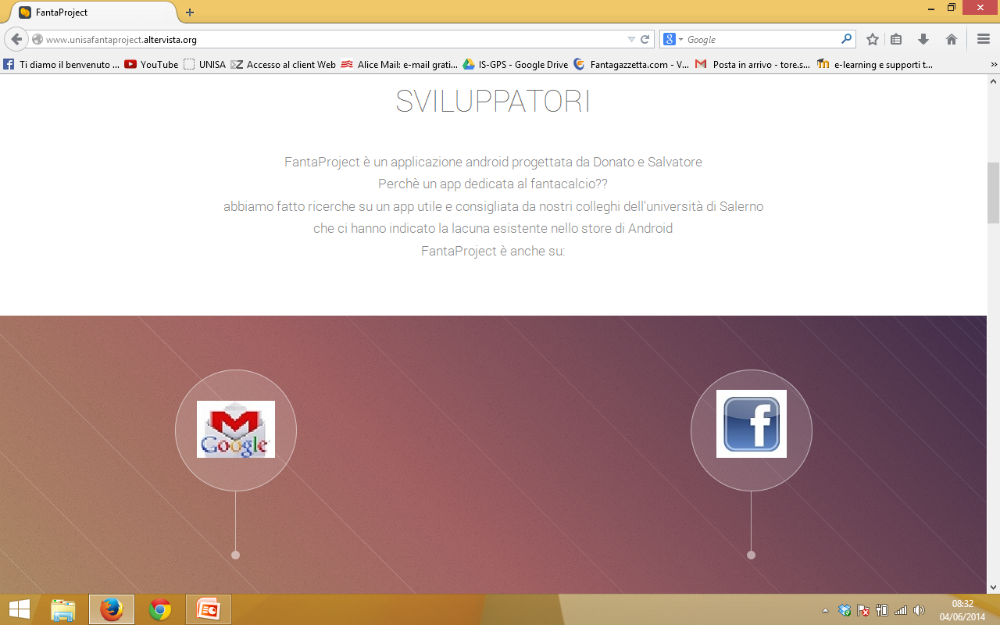 FantaProject
www.unisafantaproject.altervista.org
Google
Ti diamo il benvenuto ...
YouTube
UNISA
Accesso al client Web
Alice Mail: e-mail grati...
IS-GPS - Google Drive
Fantagazzetta.com - V...
Posta in arrivo - tore.s...
e-learning e supporti t...
SVILUPPATORI
FantaProject è un applicazione android progettata da Donato e Salvatore
Perchè un app dedicata al fantacalcio??
abbiamo fatto ricerche su un app utile e consigliata da nostri colleghi dell'università di Salerno
che ci hanno indicato la lacuna esistente nello store di Android
FantaProject è anche su:
Google
08:32
04/06/2014